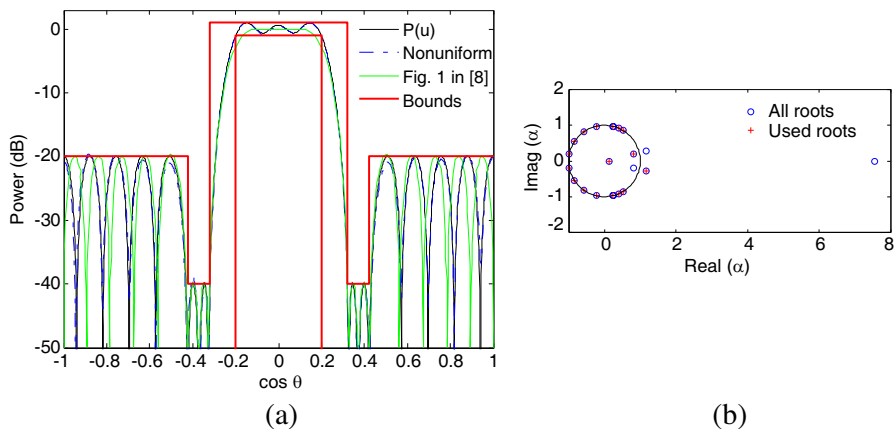 0
-10
-20
-30
-40
-50
Power (dB)
-1 -0.8 -0.6 -0.4 -0.2 0 0.2 0.4 0.6 0.8 1
cos θ
P(u)
Nonuniform
Fig. 1 in [8]
Bounds
(a)
2
1
0
-1
-2
Imag (α)
0 2 4 6 8
Real (α)
All roots
Used roots
(b)